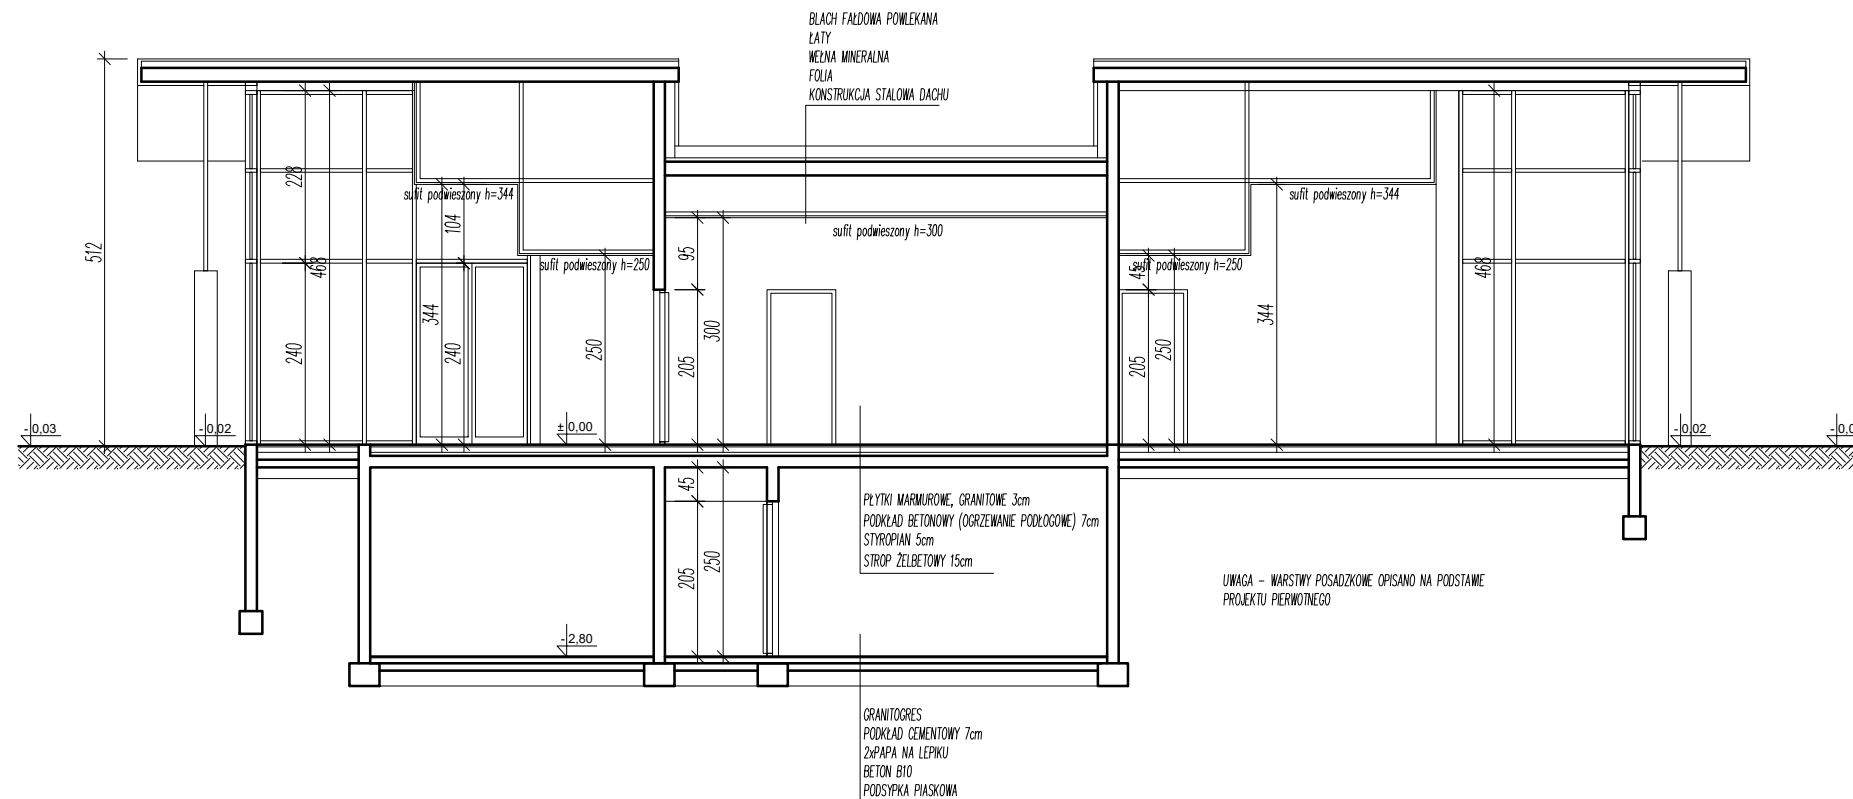 BLACH FAŁDOWA POWLEKANA
ŁATY
WEŁNA MINERALNA
FOLIA
KONSTRUKCJA STALOWA DACHU
512
228
468
240
sufit podwieszony h=344
104
344
240
sufit podwieszony h=250
250
sufit podwieszony h=300
95
300
205
sufit podwieszony h=250
45
205
250
sufit podwieszony h=344
344
468
- 0,03
- 0,02
± 0,00
- 0,02
- 0,0
45
250
205
- 2,80
PŁYTKI MARMUROWE, GRANITOWE 3cm
PODKŁAD BETONOWY (OGRZEWANIE PODŁOGOWE) 7cm
STYROPIAN 5cm
STROP ŻELBETOWY 15cm
UWAGA – WARSTWY POSADZKOWE OPISANO NA PODSTAWIE
PROJEKTU PIERWOTNEGO
GRANITOGRES
PODKŁAD CEMENTOWY 7cm
2xPAPA NA LEPIKU
BETON B10
PODSYPKA PIASKOWA